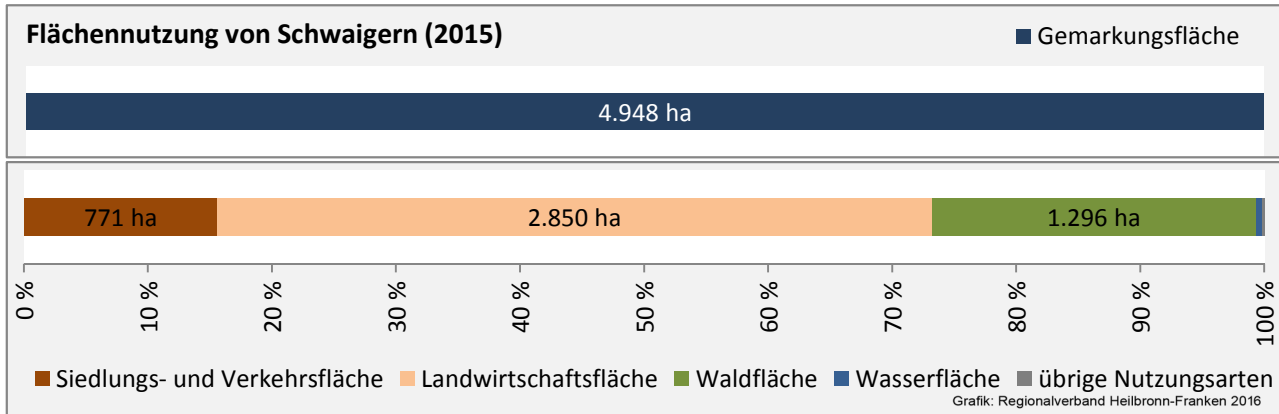 Flächennutzung von Schwaigern (2015)
Gemarkungsfläche
4.948 ha
771 ha 2.850 ha 1.296 ha
0 % 10 % 20 % 30 % 40 % 50 % 60 % 70 % 80 % 90 % 100 %
Siedlungs- und Verkehrsfläche Landwirtschaftsfläche Waldfläche Wasserfläche übrige Nutzungsarten
Grafik: Regionalverband Heilbronn-Franken 2016